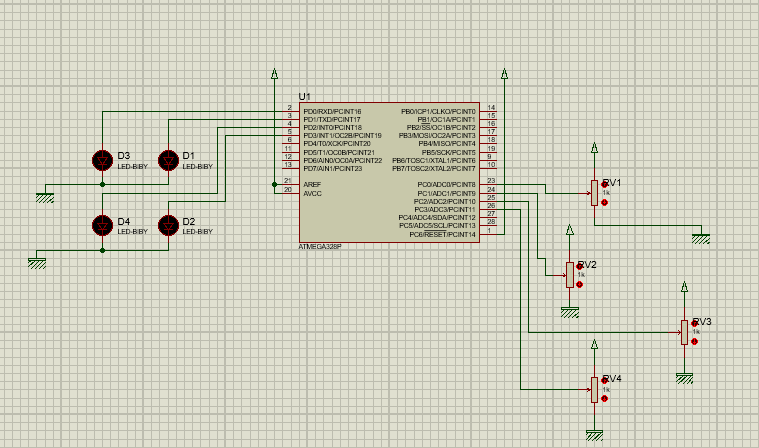 U1
2 PD0/RXD/PCINT16
3 PD1/TXD/PCINT17
4 PD2/INT0/PCINT18
5 PD3/INT1/OC2B/PCINT19
6 PD4/T0/XCK/PCINT20
11 PD5/T1/OC0B/PCINT21
12 PD6/AIN0/OC0A/PCINT22
13 PD7/AIN1/PCINT23
21 AREF
20 AVCC
PB0/ICP1/CLKO/PCINT0 14
PB1/OC1A/PCINT1 15
PB2/SS/OC1B/PCINT2 16
PB3/MOSI/OC2A/PCINT3 17
PB4/MISO/PCINT4 18
PB5/SCK/PCINT5 19
PB6/TOSC1/XTAL1/PCINT6 9
PB7/TOSC2/XTAL2/PCINT7 10
PC0/ADC0/PCINT8 23
PC1/ADC1/PCINT9 24
PC2/ADC2/PCINT10 25
PC3/ADC3/PCINT11 26
PC4/ADC4/SDA/PCINT12 27
PC5/ADC5/SCL/PCINT13 28
PC6/RESET/PCINT14 1
ATMEGA328P
D3
LED-BIBY
D1
LED-BIBY
D4
LED-BIBY
D2
LED-BIBY
RV1
1k
RV2
1k
RV3
1k
RV4
1k